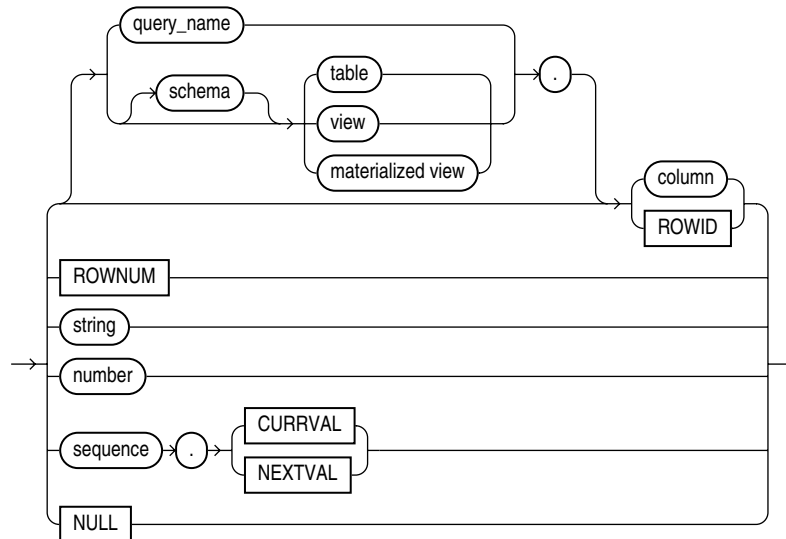 query_name
schema
table
.
view
materialized view
column
ROWID
ROWNUM
string
number
sequence . CURRVAL
NEXTVAL
NULL